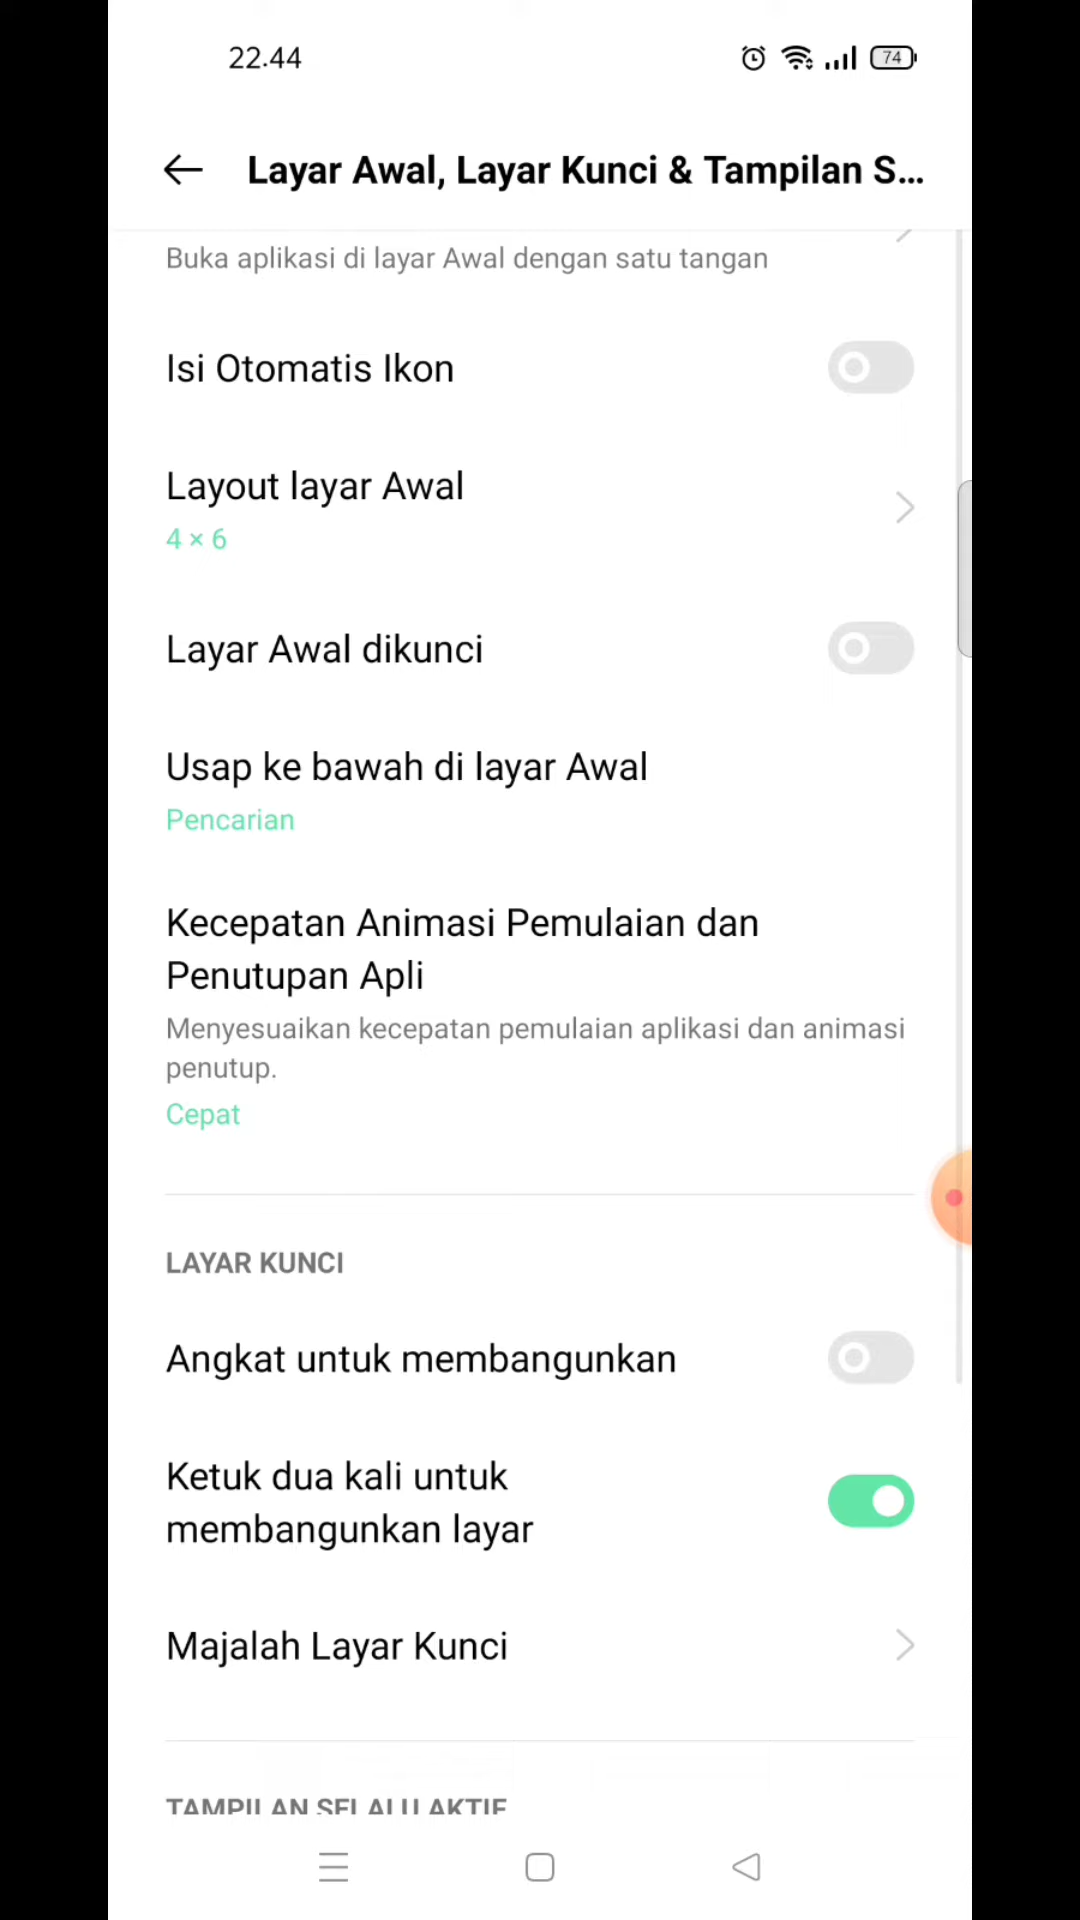 22.44
74
Layar Awal, Layar Kunci & Tampilan S...
Buka aplikasi di layar Awal dengan satu tangan
Isi Otomatis Ikon
Layout layar Awal
4 × 6
Layar Awal dikunci
Usap ke bawah di layar Awal
Pencarian
Kecepatan Animasi Pemulaian dan
Penutupan Apli
Menyesuaikan kecepatan pemulaian aplikasi dan animasi
penutup.
Cepat
LAYAR KUNCI
Angkat untuk membangunkan
Ketuk dua kali untuk
membangunkan layar
Majalah Layar Kunci
TAMPILAN SELALU AKTIF